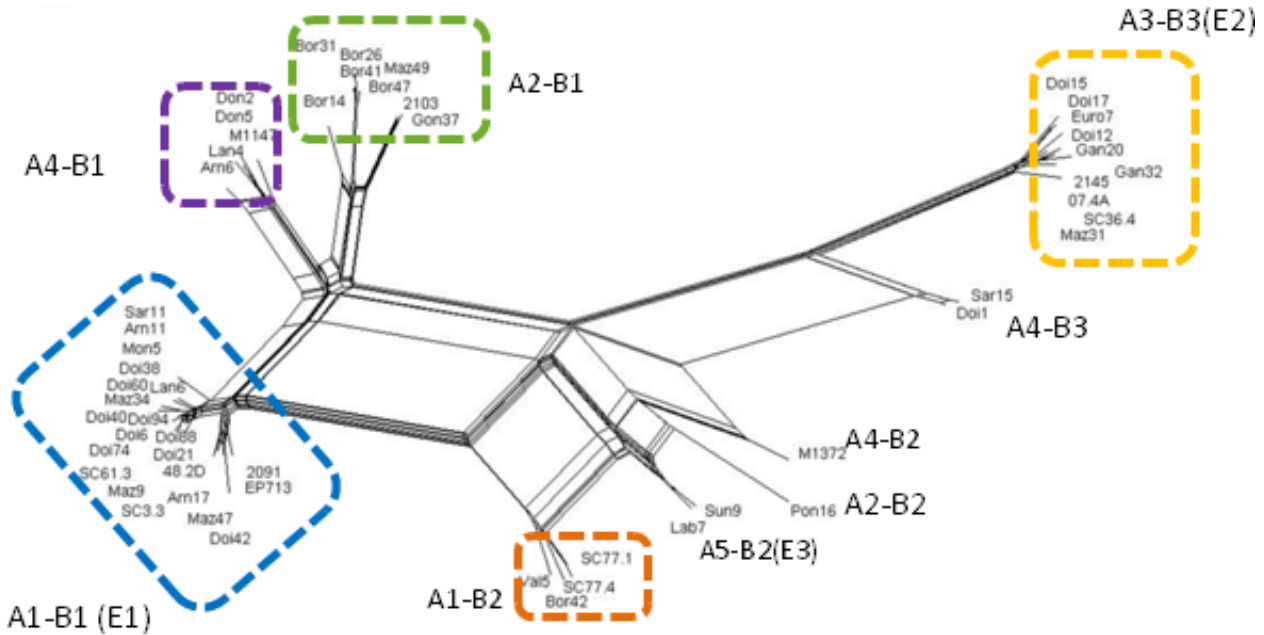 A3-B3(E2)
Doi15
Doi17
Euro7
Doi12
Gan20
Gan32
2145
07.4A
SC36.4
Maz31
Bor31
Bor26
Bor41
Maz49
Bor47
Bor14
2103
Gon37
A2-B1
Don2
Don5
M1147
Lan4
Arn6
A4-B1
Sar15
Doi1
A4-B3
Sar11
Arn11
Mon5
Doi38
Doi60
Lan6
Maz34
Doi40
Doi94
Doi6
Doi88
Doi74
Doi21
SC61.3
48.2D
2091
EP713
Maz9
Arn17
SC3.3
Maz47
Doi42
A1-B1 (E1)
M1372
A4-B2
Pon16
A2-B2
Sun9
Lab7
A5-B2(E3)
SC77.1
Val5
SC77.4
Bor42
A1-B2